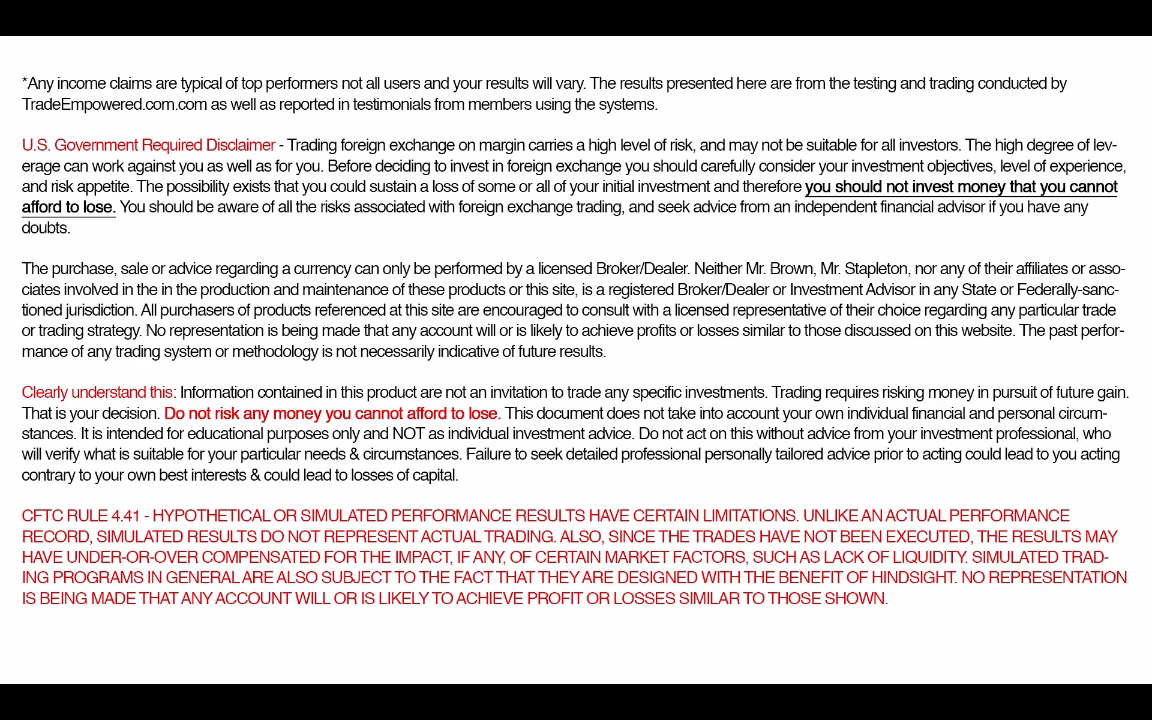 *Any income claims are typical of top performers not all users and your results will vary. The results presented here are from the testing and trading conducted by
TradeEmpowered.com.com as well as reported in testimonials from members using the systems.
U.S. Government Required Disclaimer - Trading foreign exchange on margin carries a high level of risk, and may not be suitable for all investors. The high degree of lev-
erage can work against you as well as for you. Before deciding to invest in foreign exchange you should carefully consider your investment objectives, level of experience,
and risk appetite. The possibility exists that you could sustain a loss of some or all of your initial investment and therefore you should not invest money that you cannot
afford to lose. You should be aware of all the risks associated with foreign exchange trading, and seek advice from an independent financial advisor if you have any
doubts.
The purchase, sale or advice regarding a currency can only be performed by a licensed Broker/Dealer. Neither Mr. Brown, Mr. Stapleton, nor any of their affiliates or asso-
ciates involved in the in the production and maintenance of these products or this site, is a registered Broker/Dealer or Investment Advisor in any State or Federally-sanc-
tioned jurisdiction. All purchasers of products referenced at this site are encouraged to consult with a licensed representative of their choice regarding any particular trade
or trading strategy. No representation is being made that any account will or is likely to achieve profits or losses similar to those discussed on this website. The past perfor-
mance of any trading system or methodology is not necessarily indicative of future results.
Clearly understand this: Information contained in this product are not an invitation to trade any specific investments. Trading requires risking money in pursuit of future gain.
That is your decision. Do not risk any money you cannot afford to lose. This document does not take into account your own individual financial and personal circum-
stances. It is intended for educational purposes only and NOT as individual investment advice. Do not act on this without advice from your investment professional, who
will verify what is suitable for your particular needs & circumstances. Failure to seek detailed professional personally tailored advice prior to acting could lead to you acting
contrary to your own best interests & could lead to losses of capital.
CFTC RULE 4.41 - HYPOTHETICAL OR SIMULATED PERFORMANCE RESULTS HAVE CERTAIN LIMITATIONS. UNLIKE AN ACTUAL PERFORMANCE
RECORD, SIMULATED RESULTS DO NOT REPRESENT ACTUAL TRADING. ALSO, SINCE THE TRADES HAVE NOT BEEN EXECUTED, THE RESULTS MAY
HAVE UNDER-OR-OVER COMPENSATED FOR THE IMPACT, IF ANY, OF CERTAIN MARKET FACTORS, SUCH AS LACK OF LIQUIDITY. SIMULATED TRAD-
ING PROGRAMS IN GENERAL ARE ALSO SUBJECT TO THE FACT THAT THEY ARE DESIGNED WITH THE BENEFIT OF HINDSIGHT. NO REPRESENTATION
IS BEING MADE THAT ANY ACCOUNT WILL OR IS LIKELY TO ACHIEVE PROFIT OR LOSSES SIMILAR TO THOSE SHOWN.